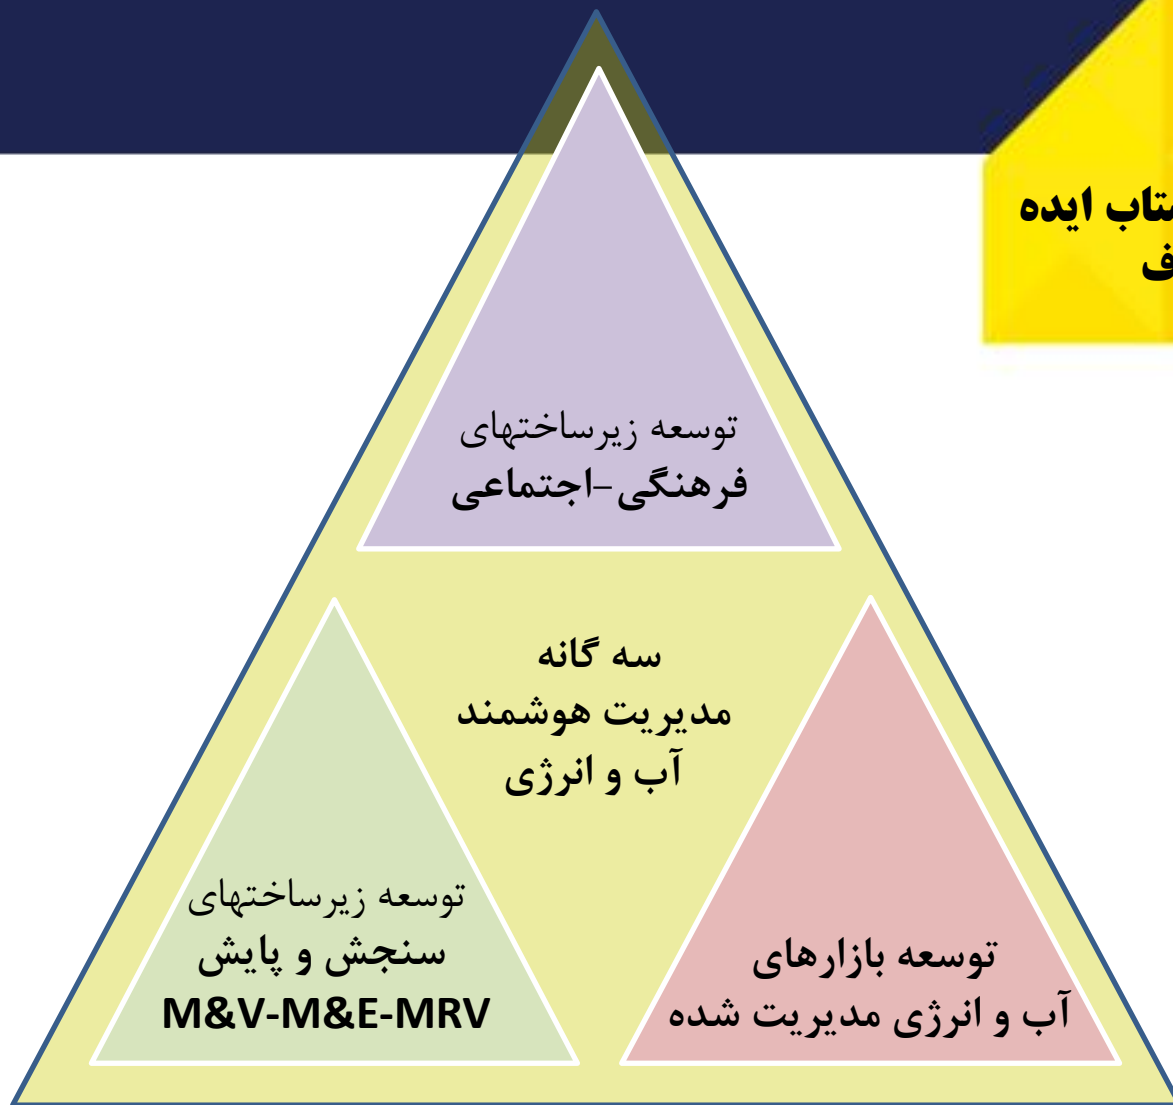 ایده
توسعه زیرساختهای
فرهنگی-اجتماعی
سه گانه
مدیریت هوشمند
آب و انرژی
توسعه زیرساختهای
سنجش و پایش
M&V-M&E-MRV
توسعه بازارهای
آب و انرژی مدیریت شده